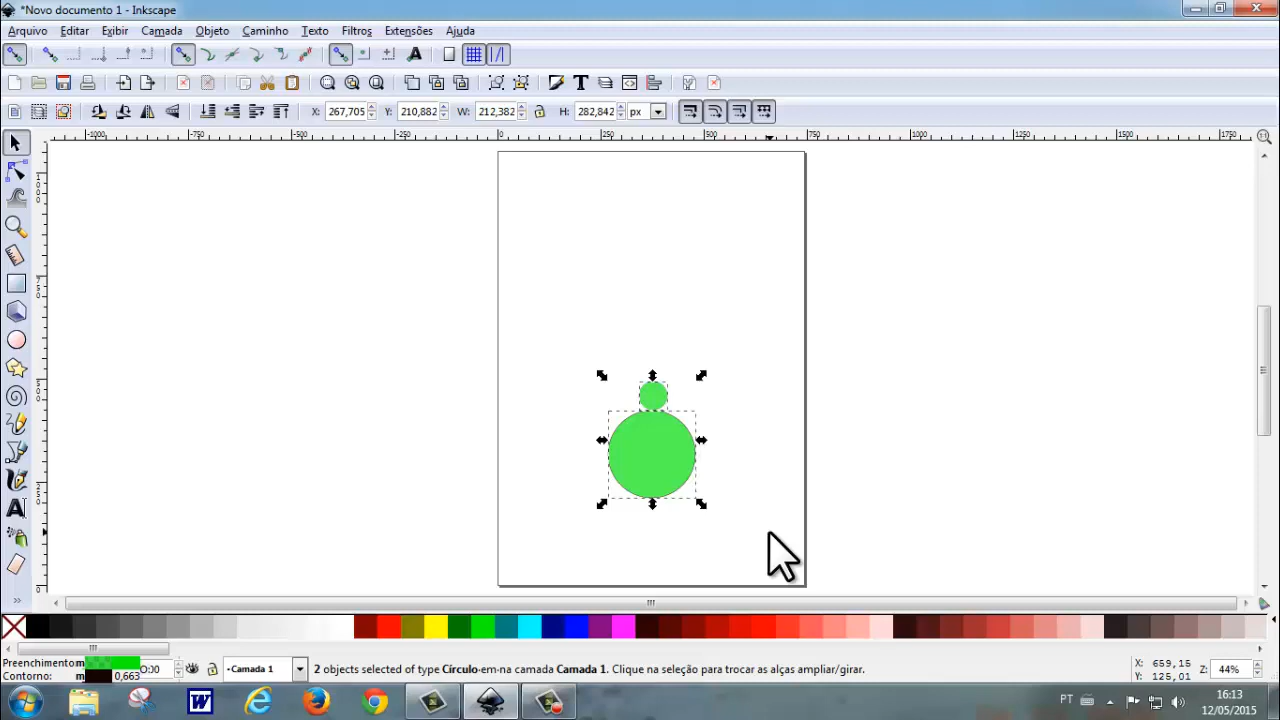 *Novo documento 1 - Inkscape
Arquivo Editar Exibir Camada Objeto Caminho Texto Filtros Extensões Ajuda
X: 267,705 Y: 210,882 W: 212,382 H: 282,842 px
-1000 -750 -500 -250 0 250 500 750 1000 1250 1500 1750
Preenchimento O:00
Contorno: 0,663
•Camada 1
2 objects selected of type Círculo em na camada Camada 1. Clique na seleção para trocar as alças ampliar/girar.
X: 659,15
Y: 125,01
Z: 44%
PT
16:13
12/05/2015